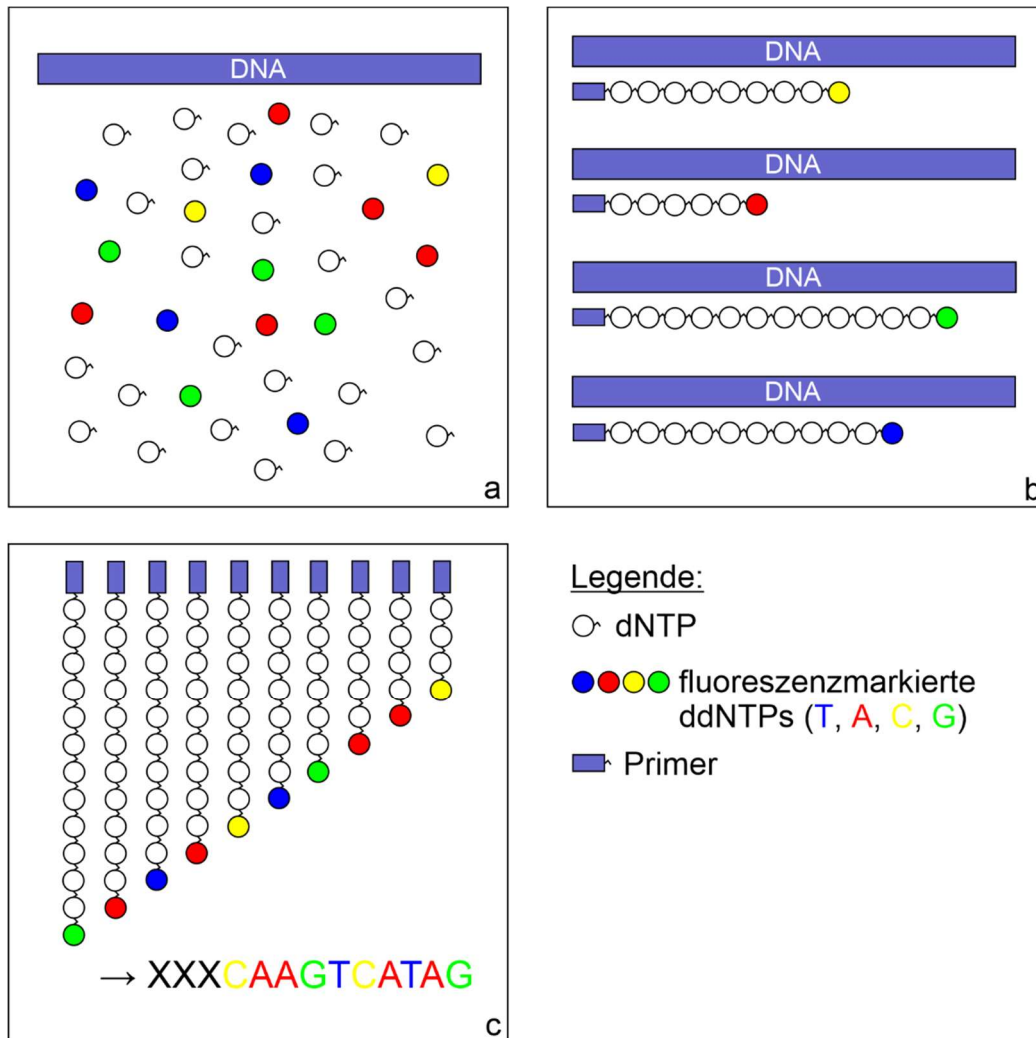 DNA
a
DNA
DNA
DNA
DNA
b
→ XXXCAAGTCATAG
c
Legende:
dNTP
fluoreszenzmarkierte
ddNTPs (T, A, C, G)
Primer